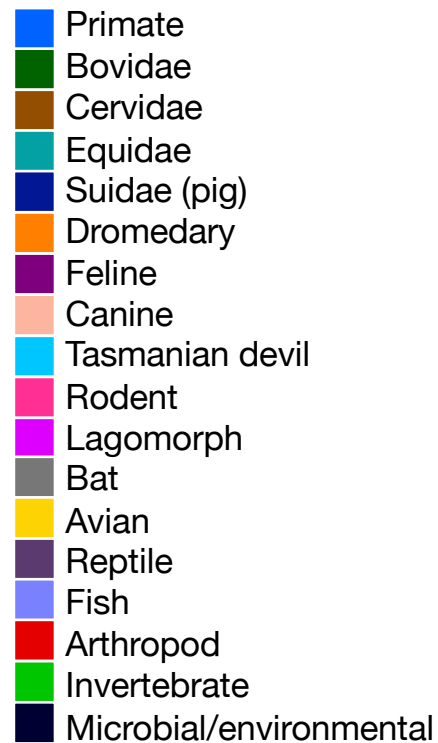 Primate
Bovidae
Cervidae
Equidae
Suidae (pig)
Dromedary
Feline
Canine
Tasmanian devil
Rodent
Lagomorph
Bat
Avian
Reptile
Fish
Arthropod
Invertebrate
Microbial/environmental